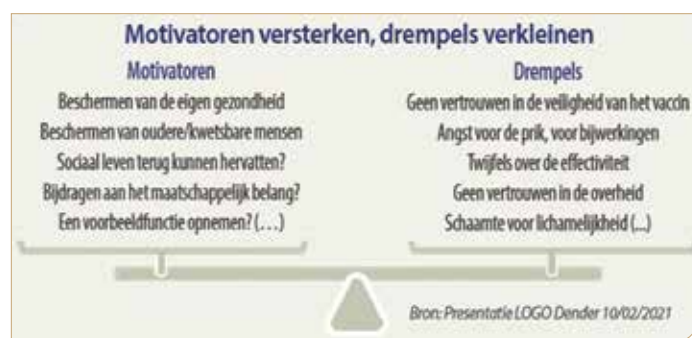 Motivatoren versterken, drempels verkleinen
Motivatoren
Beschermen van de eigen gezondheid
Beschermen van oudere/kwetsbare mensen
Sociaal leven terug kunnen hervatten?
Bijdragen aan het maatschappelijk belang?
Een voorbeeldfunctie opnemen? (...)
Drempels
Geen vertrouwen in de veiligheid van het vaccin
Angst voor de prik, voor bijwerkingen
Twijfels over de effectiviteit
Geen vertrouwen in de overheid
Schaamte voor lichamelijkheid (...)
Bron: Presentatie LOGO Dender 10/02/2021